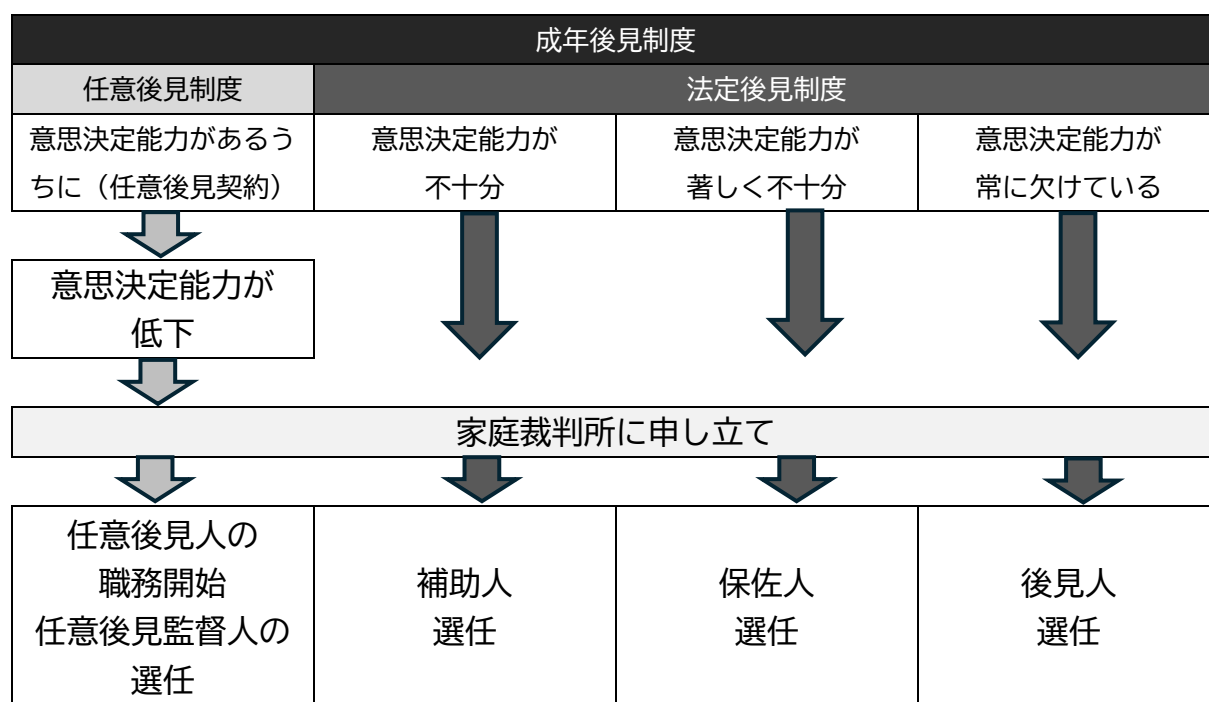 成年後見制度
任意後見制度
法定後見制度
意思決定能力があるう
ちに（任意後見契約）
意思決定能力が
不十分
意思決定能力が
著しく不十分
意思決定能力が
常に欠けている
意思決定能力が
低下
家庭裁判所に申し立て
任意後見人の
職務開始
任意後見監督人の
選任
補助人
選任
保佐人
選任
後見人
選任